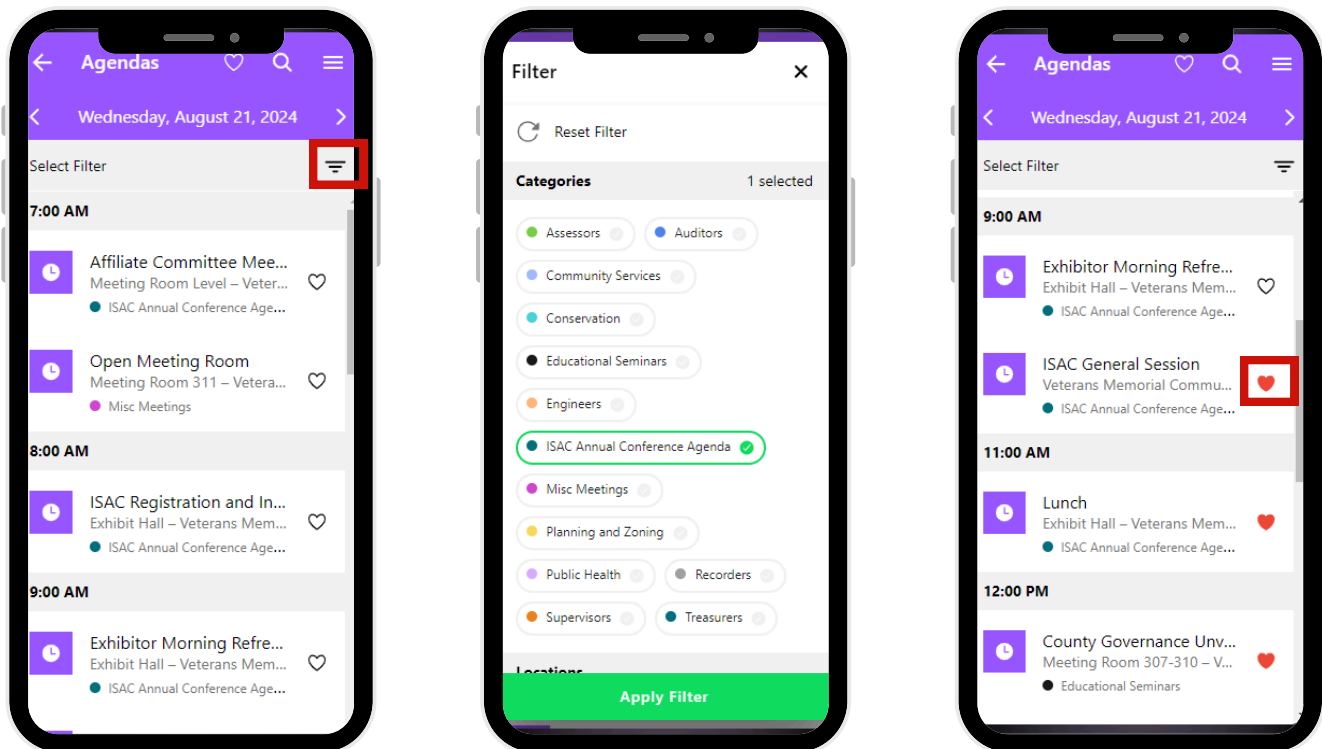 Agendas
Wednesday, August 21, 2024
Select Filter
7:00 AM
Affiliate Committee Mee...
Meeting Room Level – Veter...
ISAC Annual Conference Age...
Open Meeting Room
Meeting Room 311 – Vetera...
Misc Meetings
8:00 AM
ISAC Registration and In...
Exhibit Hall – Veterans Mem...
ISAC Annual Conference Age...
9:00 AM
Exhibitor Morning Refre...
Exhibit Hall – Veterans Mem...
ISAC Annual Conference Age...
Filter
Reset Filter
Categories 1 selected
Assessors Auditors
Community Services
Conservation
Educational Seminars
Engineers
ISAC Annual Conference Agenda
Misc Meetings
Planning and Zoning
Public Health Recorders
Supervisors Treasurers
Locations
Apply Filter
Agendas
Wednesday, August 21, 2024
Select Filter
9:00 AM
Exhibitor Morning Refre...
Exhibit Hall – Veterans Mem...
ISAC Annual Conference Age...
ISAC General Session
Veterans Memorial Commu...
ISAC Annual Conference Age...
11:00 AM
Lunch
Exhibit Hall – Veterans Mem...
ISAC Annual Conference Age...
12:00 PM
County Governance Unv...
Meeting Room 307-310 – V...
Educational Seminars